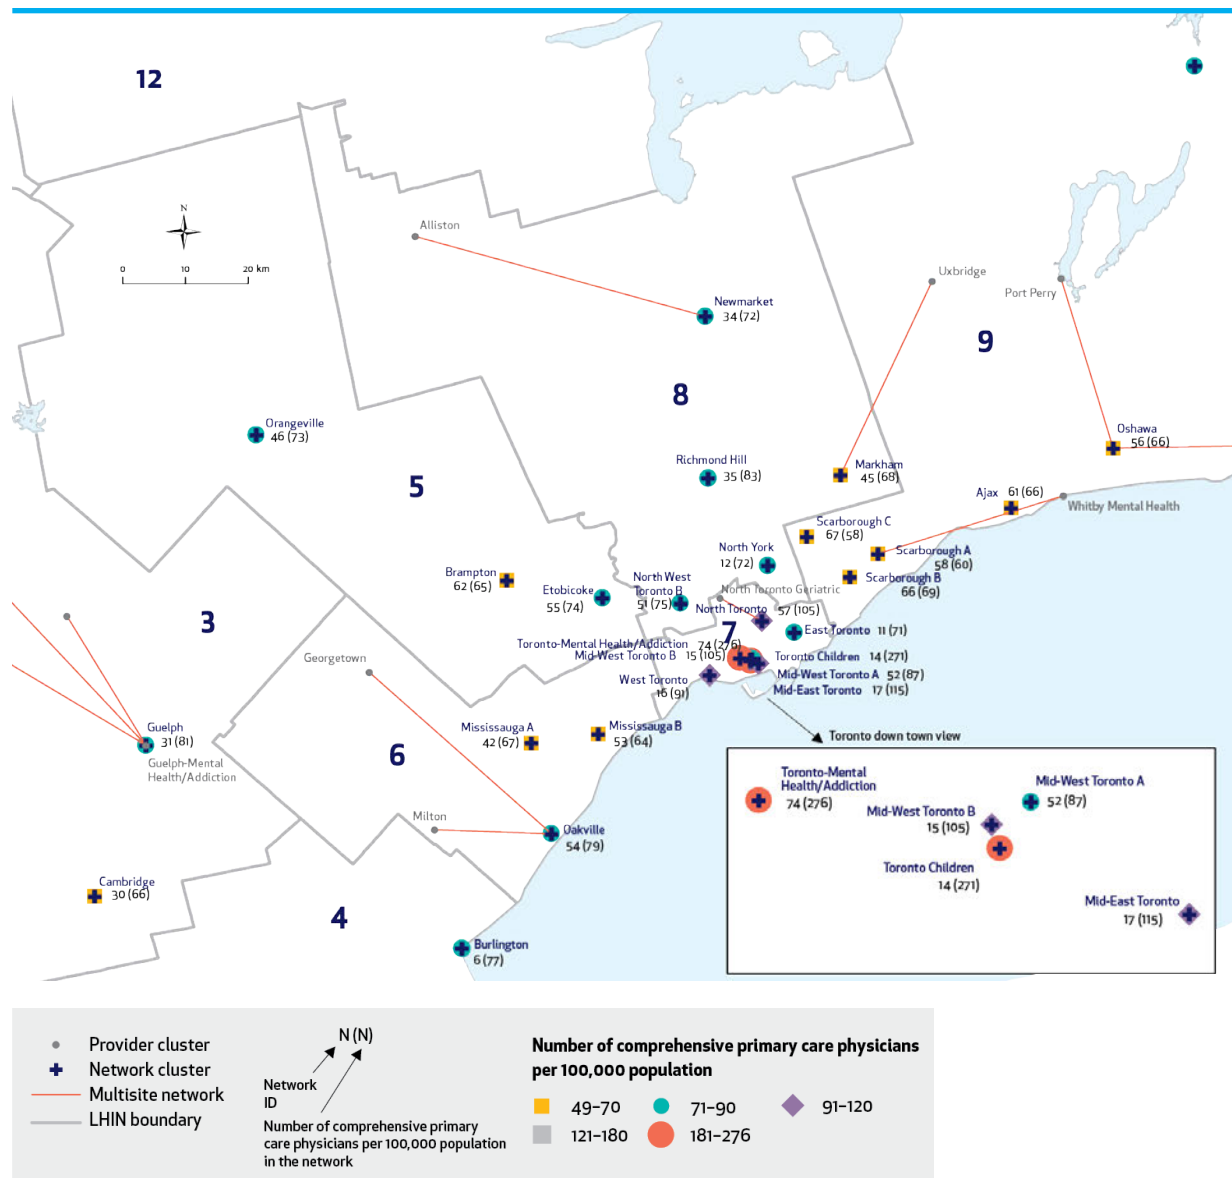 12
N
0 10 20 km
Alliston
Uxbridge
Port Perry
Newmarket
34 (72)
9
8
Orangeville
46 (73)
Oshawa
56 (66)
Richmond Hill
35 (83)
Markham
45 (68)
5
Ajax 61 (66)
Whitby Mental Health
Scarborough C
67 (58)
North York
12 (72)
Scarborough A
58 (60)
Brampton
62 (65)
Etobicoke
55 (74)
North West
Toronto B
51 (75)
North Toronto Geriatric
Scarborough B
66 (69)
North Toronto 57 (105)
3
7
East Toronto 11 (71)
Toronto-Mental Health/Addiction 74 (276)
Mid-West Toronto B 15 (105)
Toronto Children 14 (271)
Georgetown
West Toronto
16 (91)
Mid-West Toronto A 52 (87)
Mid-East Toronto 17 (115)
Guelph
31 (81)
Guelph-Mental
Health/Addiction
Mississauga A
42 (67)
Mississauga B
53 (64)
Toronto down town view
6
Toronto-Mental
Health/Addiction
74 (276)
Mid-West Toronto A
52 (87)
Mid-West Toronto B
15 (105)
Milton
Oakville
54 (79)
Toronto Children
14 (271)
Cambridge
30 (66)
Mid-East Toronto
17 (115)
4
Burlington
6 (77)
Provider cluster
Network cluster
Multisite network
LHIN boundary
N (N)
Network
ID
Number of comprehensive primary
care physicians per 100,000 population
in the network
Number of comprehensive primary care physicians
per 100,000 population
49–70 71–90 91–120
121–180 181–276